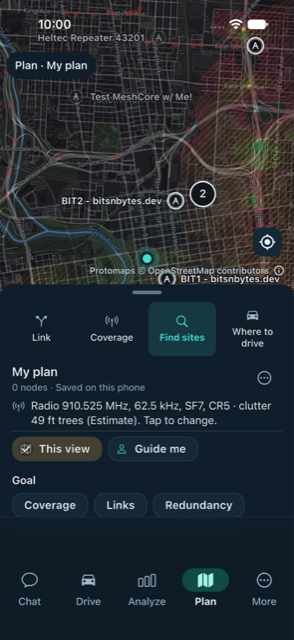 10:00
Heltec Repeater 43201
A
A
Plan · My plan
A
Test-MeshCore w/ Me!
BIT2 - bitsnbytes.dev
A
2
Protomaps © OpenStreetMap contributors
A
BIT1 - bitsnbytes.dev
Link
Coverage
Find sites
Where to
drive
My plan
0 nodes · Saved on this phone
Radio 910.525 MHz, 62.5 kHz, SF7, CR5 · clutter
49 ft trees (Estimate). Tap to change.
This view
Guide me
Goal
Coverage
Links
Redundancy
Chat
Drive
Analyze
Plan
More